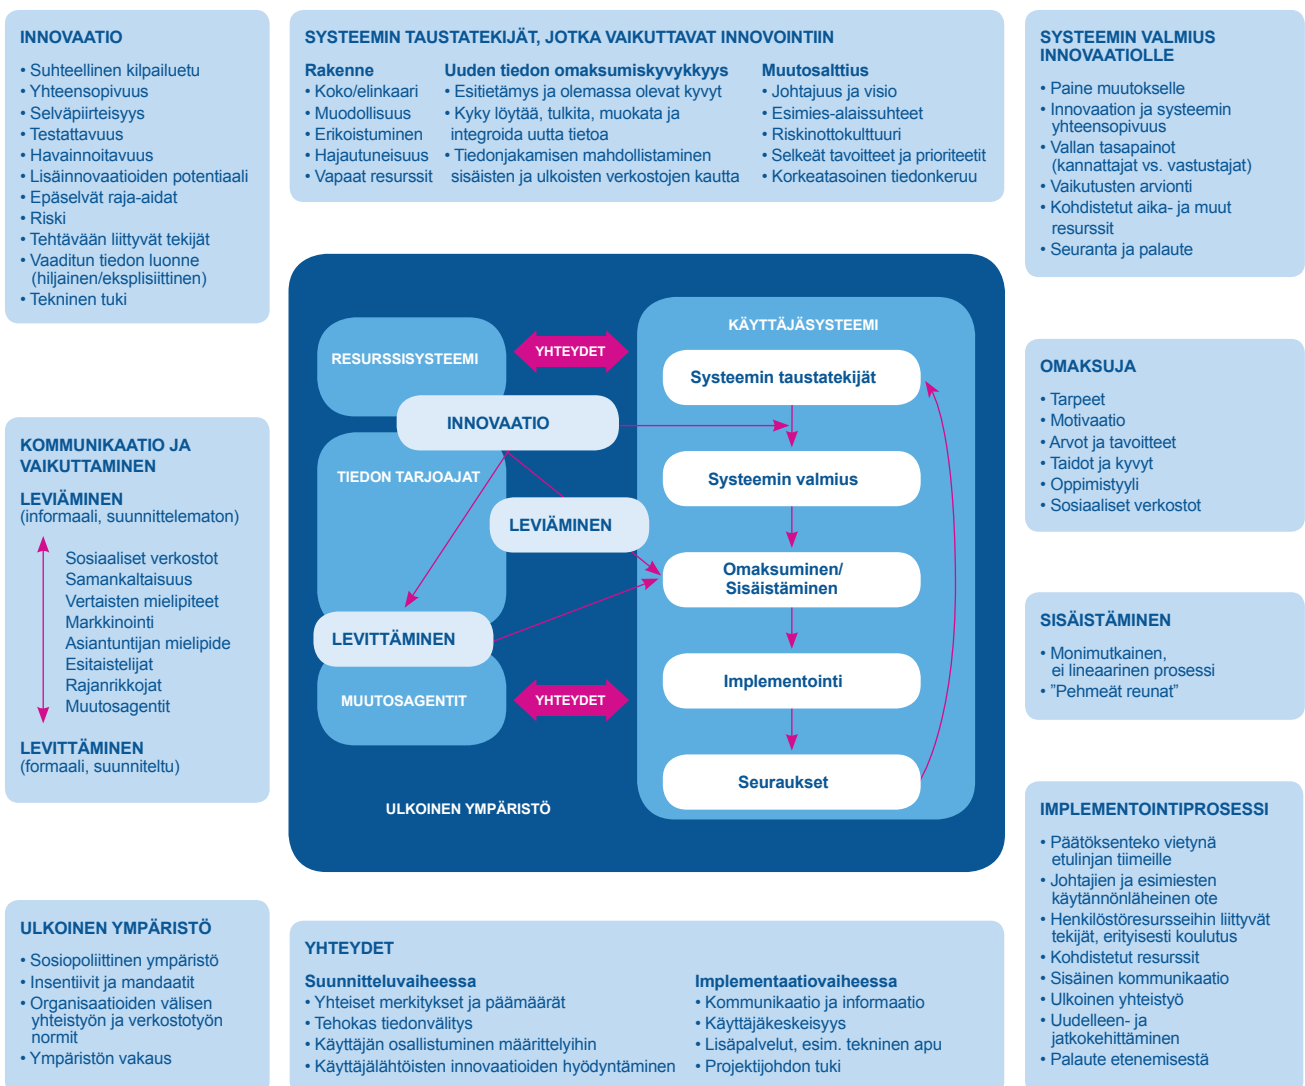 INNOVAATIO
• Suhteellinen kilpailuetu
• Yhteensopivuus
• Selväpiirteisyys
• Testattavuus
• Havainnoitavuus
• Lisäinnovaatioiden potentiaali
• Epäselvät raja-aidat
• Riski
• Tehtävään liittyvät tekijät
• Vaaditun tiedon luonne
(hiljainen/eksplisiittinen)
• Tekninen tuki
SYSTEEMIN TAUSTATEKIJÄT, JOTKA VAIKUTTAVAT INNOVOINTIIN
Rakenne
• Koko/elinkaari
• Muodollisuus
• Erikoistuminen
• Hajautuneisuus
• Vapaat resurssit
Uuden tiedon omaksumiskyvykkyys
• Esitietämys ja olemassa olevat kyvyt
• Kyky löytää, tulkita, muokata ja
integroida uutta tietoa
• Tiedonjakamisen mahdollistaminen
sisäisten ja ulkoisten verkostojen kautta
Muutosalttius
• Johtajuus ja visio
• Esimies-alaissuhteet
• Riskinottokulttuuri
• Selkeät tavoitteet ja prioriteetit
• Korkeatasoinen tiedonkeruu
SYSTEEMIN VALMIUS
INNOVAATIOLLE
• Paine muutokselle
• Innovaation ja systeemin
yhteensopivuus
• Vallan tasapainot
(kannattajat vs. vastustajat)
• Vaikutusten arvionti
• Kohdistetut aika- ja muut
resurssit
• Seuranta ja palaute
KOMMUNIKAATIO JA
VAIKUTTAMINEN
LEVIÄMINEN
(informaali, suunnittelematon)
Sosiaaliset verkostot
Samankaltaisuus
Vertaisten mielipiteet
Markkinointi
Asiantuntijan mielipide
Esitaistelijat
Rajanrikkojat
Muutosagentit
LEVITTÄMINEN
(formaali, suunniteltu)
RESURSSISYSTEEMI
YHTEYDET
KÄYTTÄJÄSYSTEEMI
Systeemin taustatekijät
INNOVAATIO
TIEDON TARJOAJAT
Systeemin valmius
LEVIÄMINEN
Omaksuminen/
Sisäistäminen
LEVITTÄMINEN
Implementointi
MUUTOSAGENTIT
YHTEYDET
Seuraukset
ULKOINEN YMPÄRISTÖ
OMAKSUJA
• Tarpeet
• Motivaatio
• Arvot ja tavoitteet
• Taidot ja kyvyt
• Oppimistyyli
• Sosiaaliset verkostot
SISÄISTÄMINEN
• Monimutkainen,
ei lineaarinen prosessi
• ”Pehmeät reunat”
IMPLEMENTOINTIPROSESSI
• Päätöksenteko vietynä
etulinjan tiimeille
• Johtajien ja esimiesten
käytännönläheinen ote
• Henkilöstöresursseihin liittyvät
tekijät, erityisesti koulutus
• Kohdistetut resurssit
• Sisäinen kommunikaatio
• Ulkoinen yhteistyö
• Uudelleen- ja
jatkokehittäminen
• Palaute etenemisestä
ULKOINEN YMPÄRISTÖ
• Sosiopoliittinen ympäristö
• Insentiivit ja mandaatit
• Organisaatioiden välisen
yhteistyön ja verkostotyön
normit
• Ympäristön vakaus
YHTEYDET
Suunnitteluvaiheessa
• Yhteiset merkitykset ja päämäärät
• Tehokas tiedonvälitys
• Käyttäjän osallistuminen määrittelyihin
• Käyttäjälähtöisten innovaatioiden hyödyntäminen
Implementaatiovaiheessa
• Kommunikaatio ja informaatio
• Käyttäjäkeskeisyys
• Lisäpalvelut, esim. tekninen apu
• Projektijohdon tuki